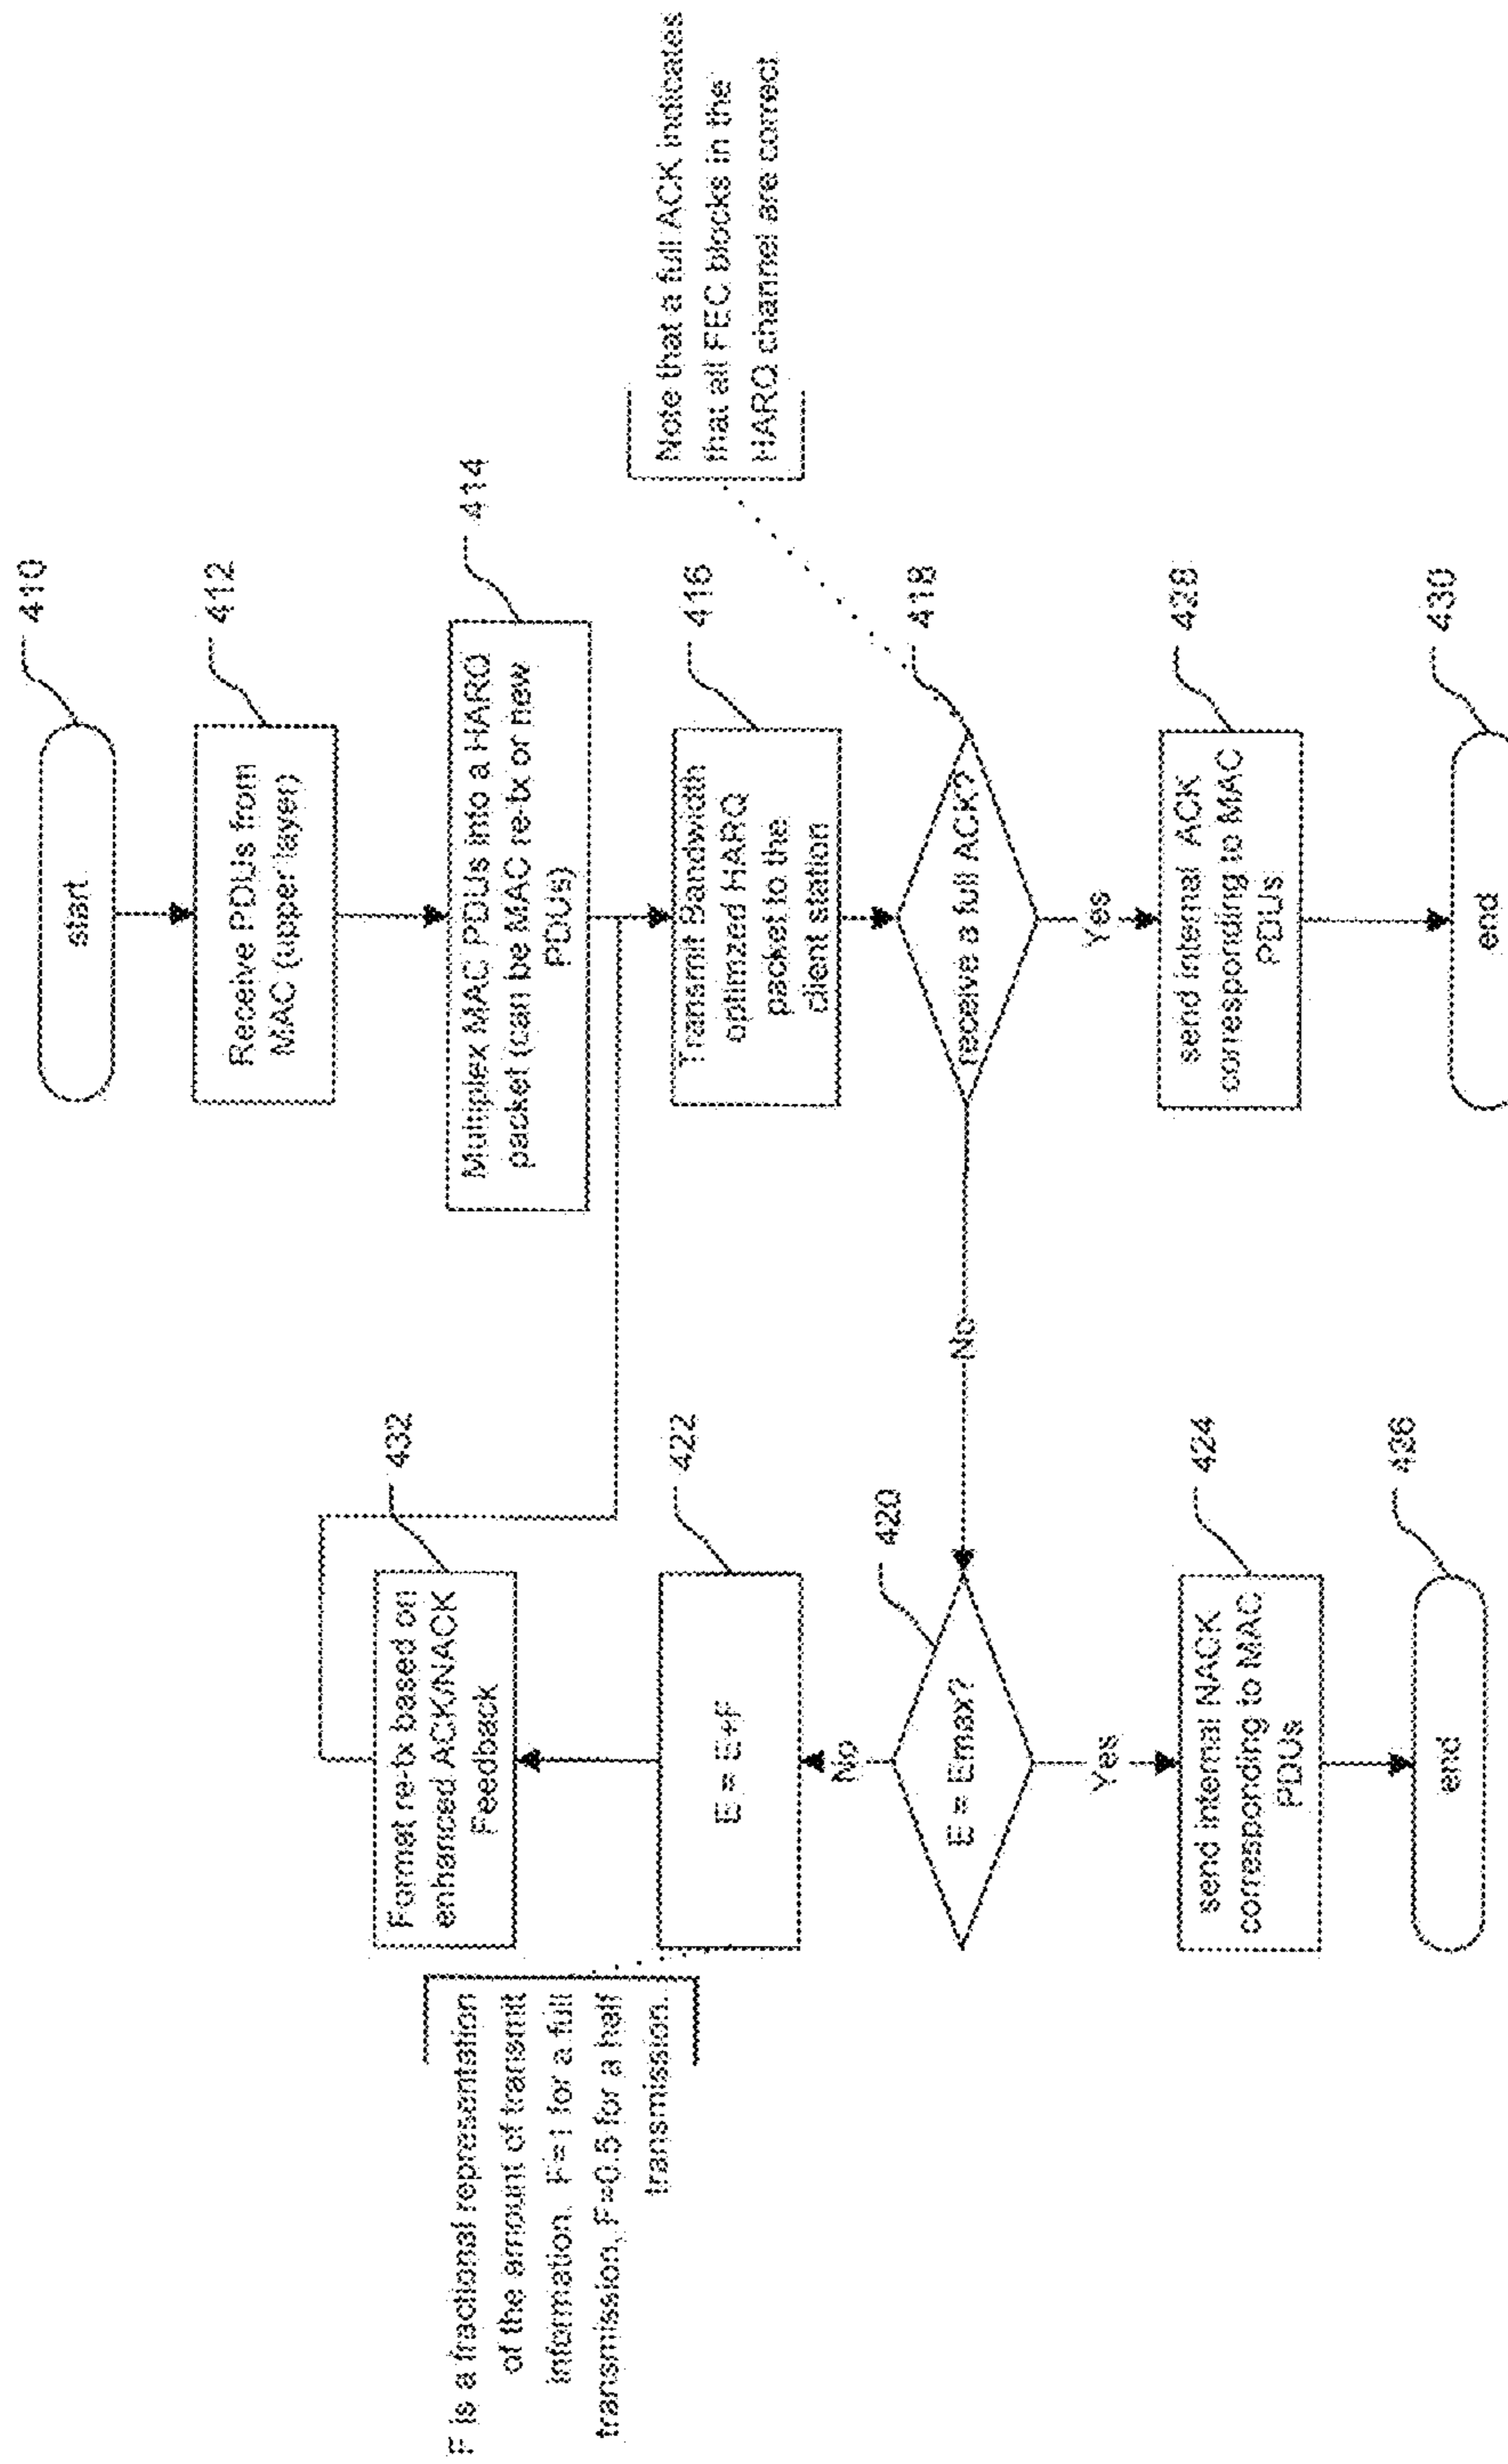 start
410
Receive PDUs from
MAC (upper layer)
412
Multiplex MAC PDUs into a HARQ
packet (can be MAC re-tx or new
PDUs)
414
Transmit Bandwidth
optimized HARQ
packet to the
client station
416
receive a full ACK?
418
Note that a full ACK indicates
that all FEC blocks in the
HARQ channel are correct
Yes
send internal ACK
corresponding to MAC
PDUs
428
end
430
No
E = Emax?
420
No
E = E+F
422
F is a fractional representation
of the amount of transmit
information. F=1 for a full
transmission, F=0.5 for a half
transmission.
Format re-tx based on
enhanced ACK/NACK
Feedback
432
Yes
send internal NACK
corresponding to MAC
PDUs
424
end
426